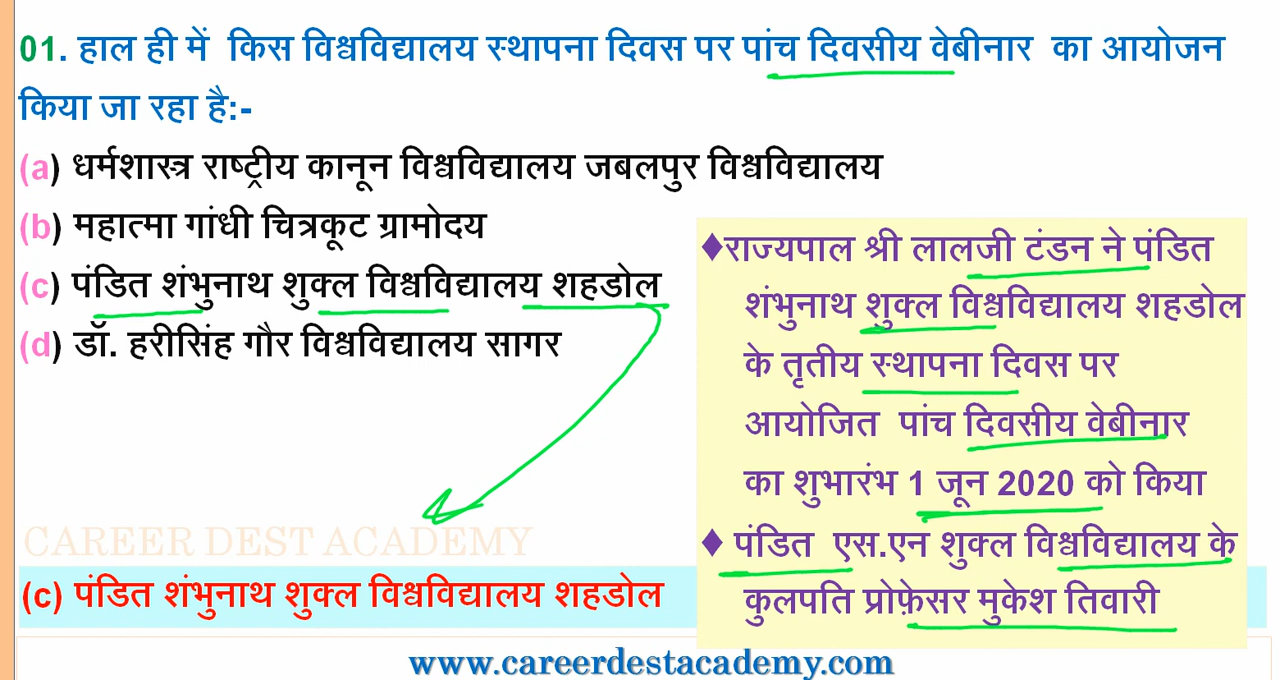 01. हाल ही में किस विश्वविद्यालय स्थापना दिवस पर पांच दिवसीय वेबीनार का आयोजन
किया जा रहा है:-
(a) धर्मशास्त्र राष्ट्रीय कानून विश्वविद्यालय जबलपुर विश्वविद्यालय
(b) महात्मा गांधी चित्रकूट ग्रामोदय
(c) पंडित शंभुनाथ शुक्ल विश्वविद्यालय शहडोल
(d) डॉ. हरीसिंह गौर विश्वविद्यालय सागर
♦राज्यपाल श्री लालजी टंडन ने पंडित
शंभुनाथ शुक्ल विश्वविद्यालय शहडोल
के तृतीय स्थापना दिवस पर
आयोजित पांच दिवसीय वेबीनार
का शुभारंभ 1 जून 2020 को किया
♦ पंडित एस.एन शुक्ल विश्वविद्यालय के
कुलपति प्रोफ़ेसर मुकेश तिवारी
CAREER DEST ACADEMY
(c) पंडित शंभुनाथ शुक्ल विश्वविद्यालय शहडोल
www.careerdestacademy.com